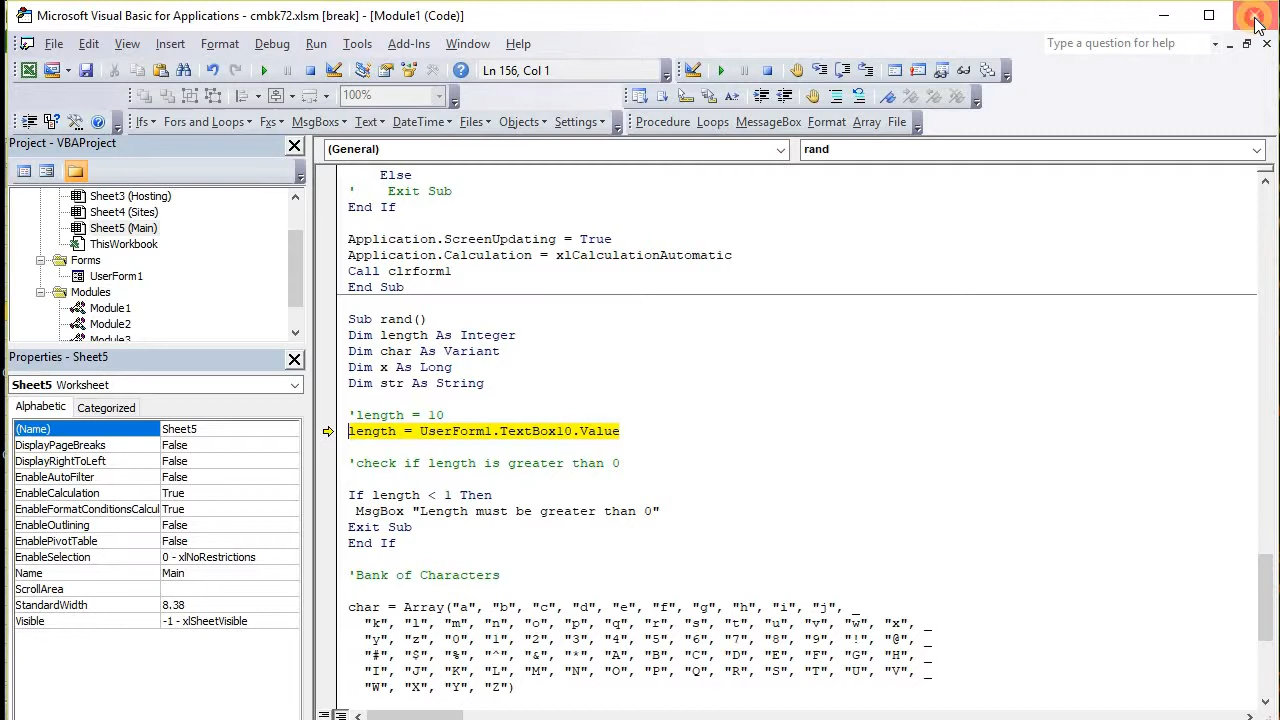 Microsoft Visual Basic for Applications - cmbk72.xlsm [break] - [Module1 (Code)]
File Edit View Insert Format Debug Run Tools Add-Ins Window Help Type a question for help
Ln 156, Col 1
100%
Jfs Fors and Loops Fxs MsgBoxs Text DateTime Files Objects Settings Procedure Loops MessageBox Format Array File
Project - VBAProject
(General) rand
Sheet3 (Hosting)
Sheet4 (Sites)
Sheet5 (Main)
ThisWorkbook
Forms
UserForm1
Modules
Module1
Module2
Module3
Properties - Sheet5
Sheet5 Worksheet
Alphabetic Categorized
(Name) Sheet5
DisplayPageBreaks False
DisplayRightToLeft False
EnableAutoFilter False
EnableCalculation True
EnableFormatConditionsCalcul True
EnableOutlining False
EnablePivotTable False
EnableSelection 0 - xlNoRestrictions
Name Main
ScrollArea
StandardWidth 8.38
Visible -1 - xlSheetVisible
Else
' Exit Sub
End If
Application.ScreenUpdating = True
Application.Calculation = xlCalculationAutomatic
Call clrform1
End Sub
Sub rand()
Dim length As Integer
Dim char As Variant
Dim x As Long
Dim str As String
'length = 10
length = UserForm1.TextBox10.Value
'check if length is greater than 0
If length < 1 Then
MsgBox "Length must be greater than 0"
Exit Sub
End If
'Bank of Characters
char = Array("a", "b", "c", "d", "e", "f", "g", "h", "i", "j", _
"k", "l", "m", "n", "o", "p", "q", "r", "s", "t", "u", "v", "w", "x", _
"y", "z", "0", "1", "2", "3", "4", "5", "6", "7", "8", "9", "!", "@", _
"#", "$", "%", "^", "&", "*", "A", "B", "C", "D", "E", "F", "G", "H", _
"I", "J", "K", "L", "M", "N", "O", "P", "Q", "R", "S", "T", "U", "V", _
"W", "X", "Y", "Z")